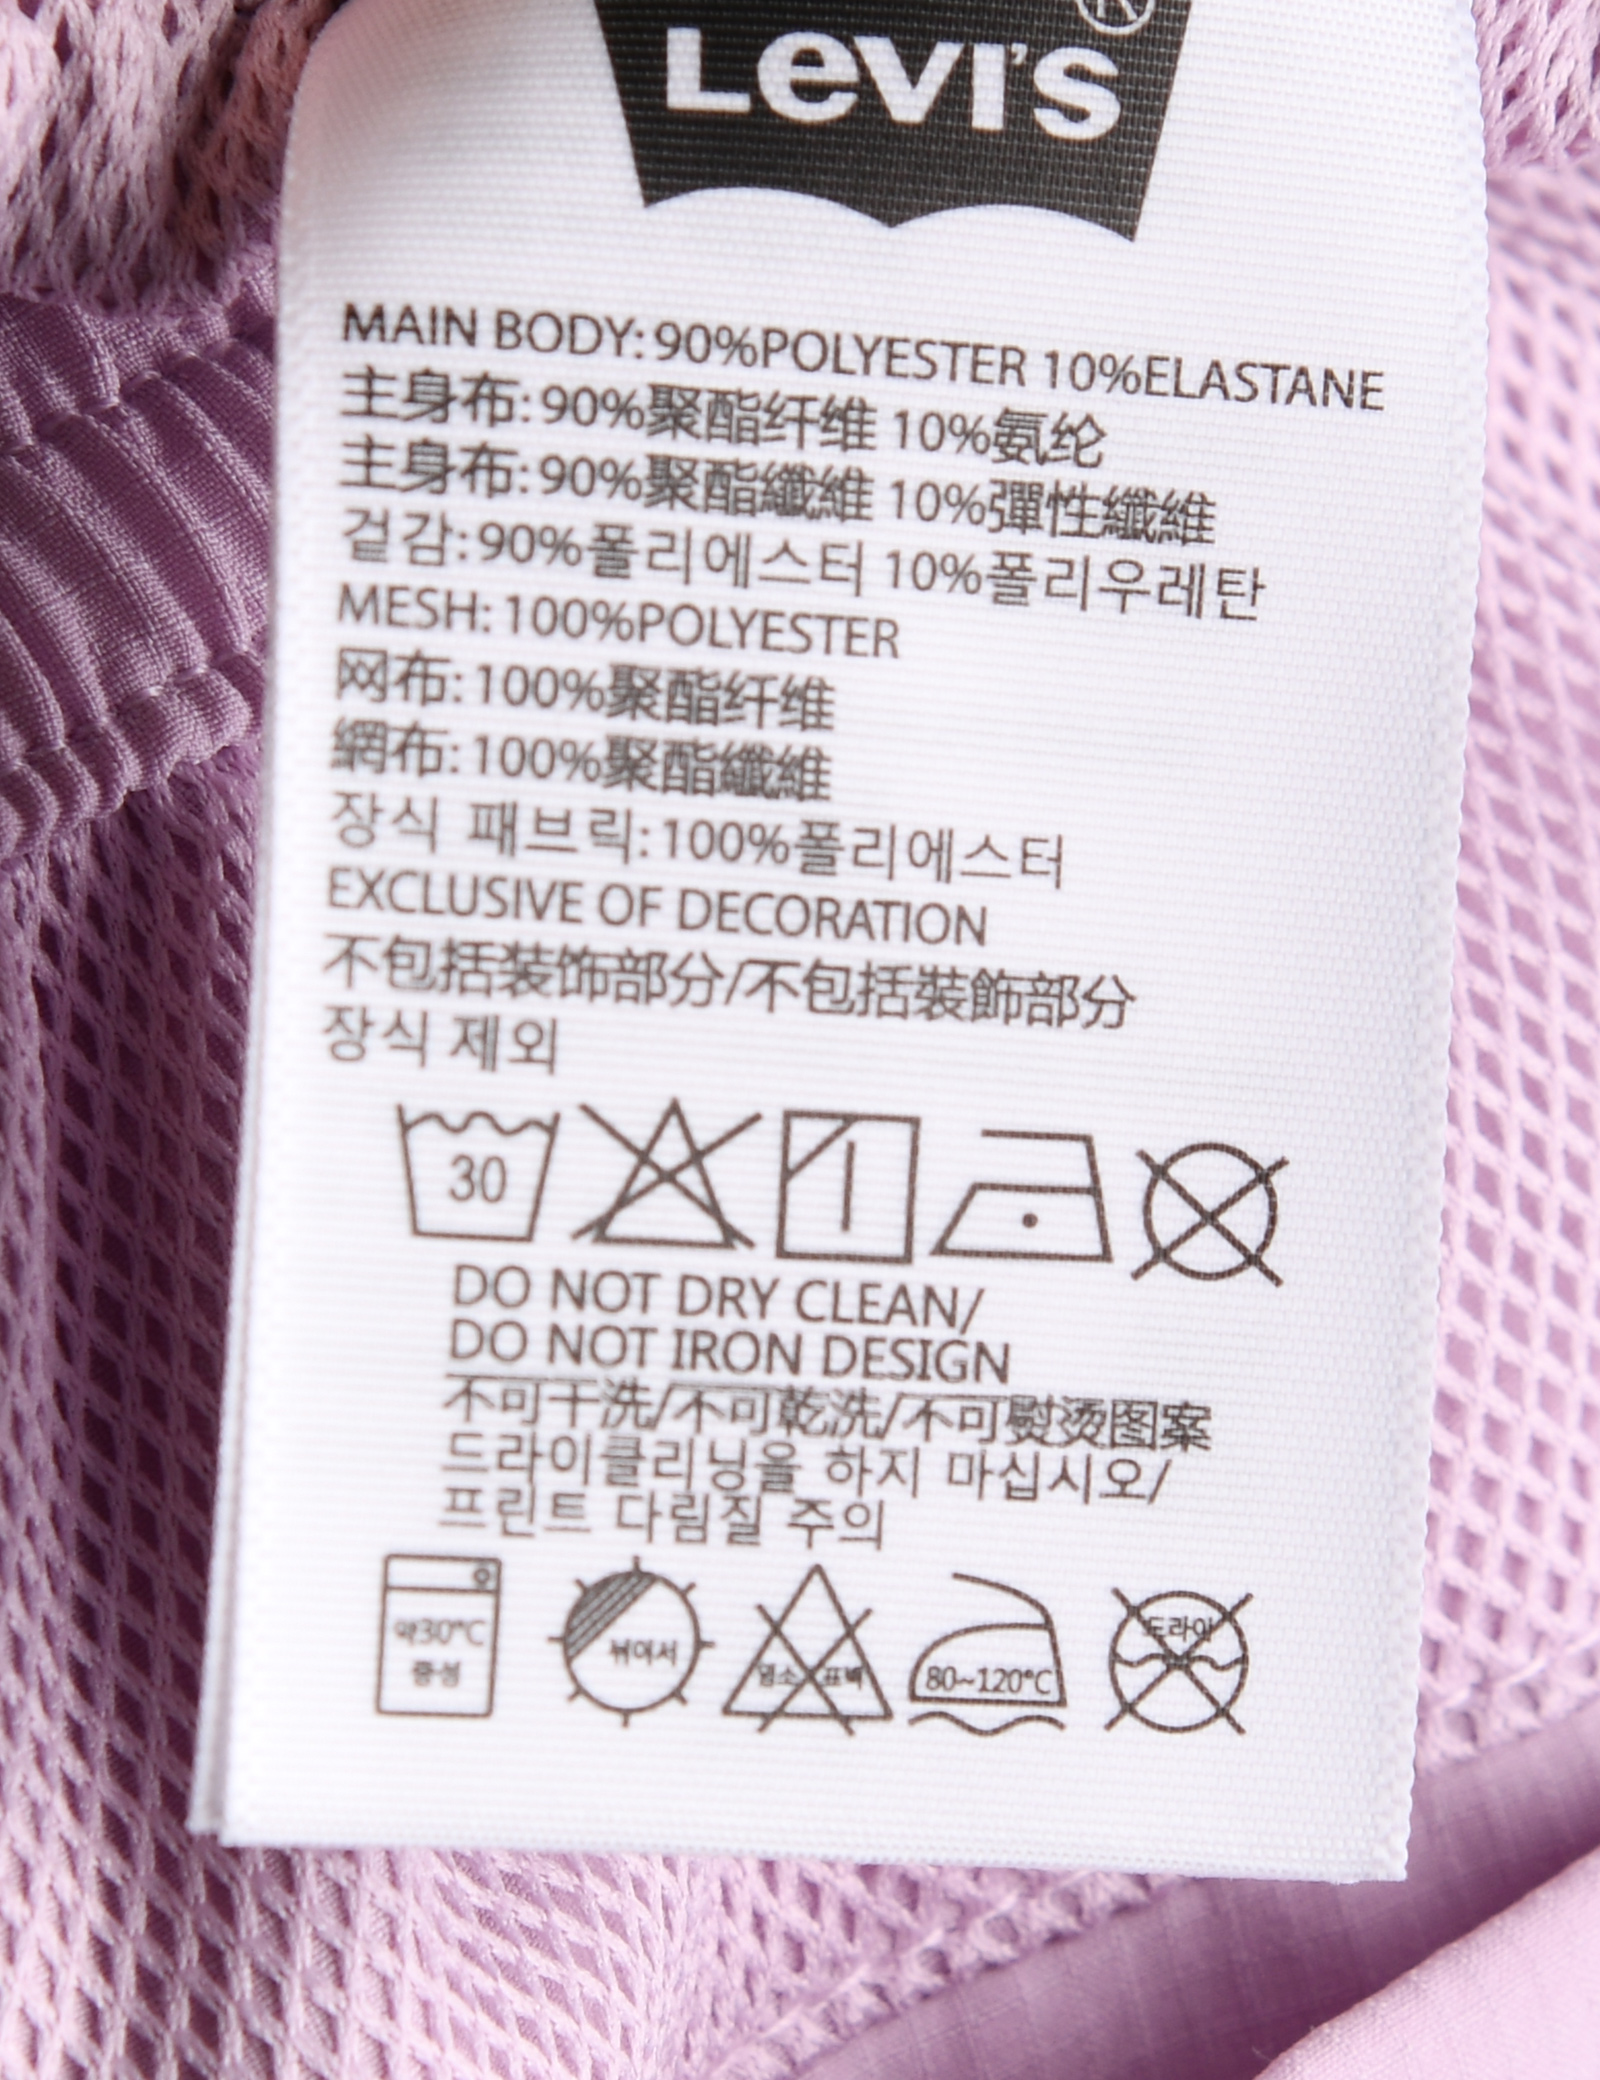 Levi's®
MAIN BODY: 90%POLYESTER 10%ELASTANE
主身布: 90%聚酯纤维 10%氨纶
主身布: 90%聚酯纖維 10%彈性纖維
겉감: 90%폴리에스터 10%폴리우레탄
MESH: 100%POLYESTER
网布: 100%聚酯纤维
網布: 100%聚酯纖維
장식 패브릭: 100%폴리에스터
EXCLUSIVE OF DECORATION
不包括装饰部分/不包括裝飾部分
장식 제외
30
DO NOT DRY CLEAN/
DO NOT IRON DESIGN
不可干洗/不可乾洗/不可熨烫图案
드라이클리닝을 하지 마십시오/
프린트 다림질 주의
약30°C
중성
뉘어서
염소 표백
80~120°C
드라이